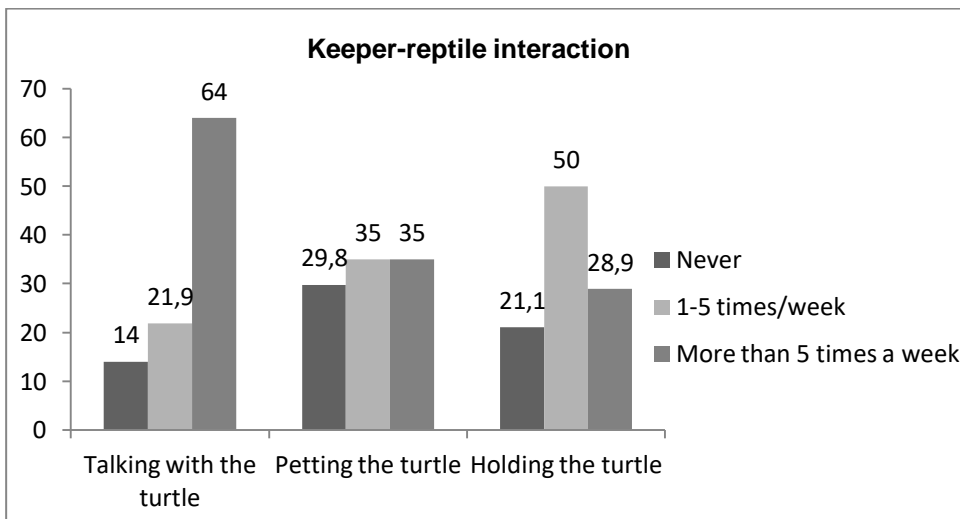 Keeper-reptile interaction
70
60
50
40
30
20
10
0
14
21,9
64
29,8
35
35
21,1
50
28,9
Talking with the
turtle
Petting the turtle
Holding the turtle
Never
1-5 times/week
More than 5 times a week